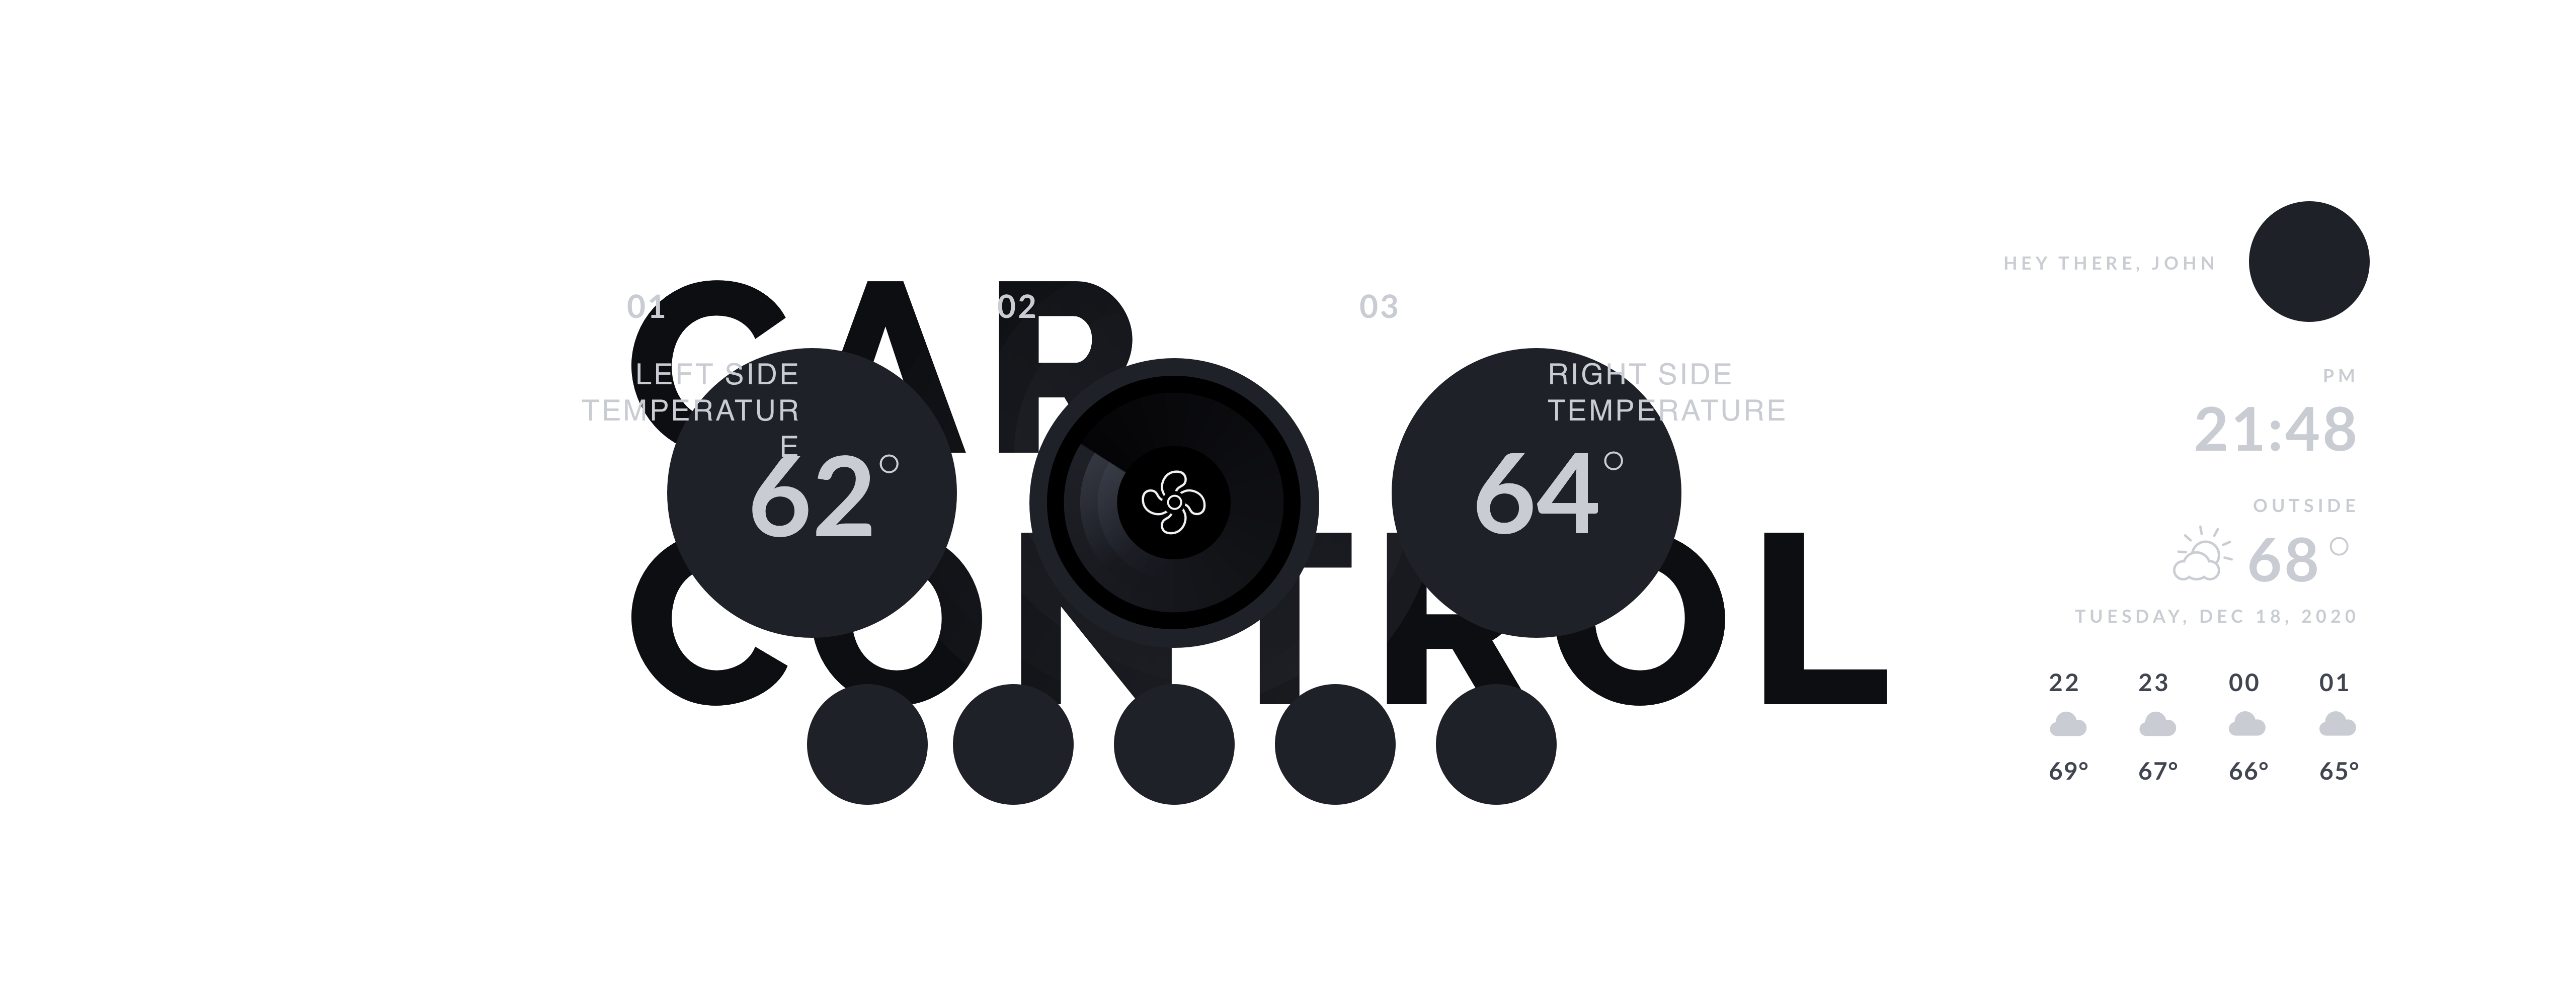 CAR
CONTROL
01
02
03
LEFT SIDE
TEMPERATUR
E
62°
RIGHT SIDE
TEMPERATURE
64°
HEY THERE, JOHN
PM
21:48
OUTSIDE
68°
TUESDAY, DEC 18, 2020
22 23 00 01
69° 67° 66° 65°